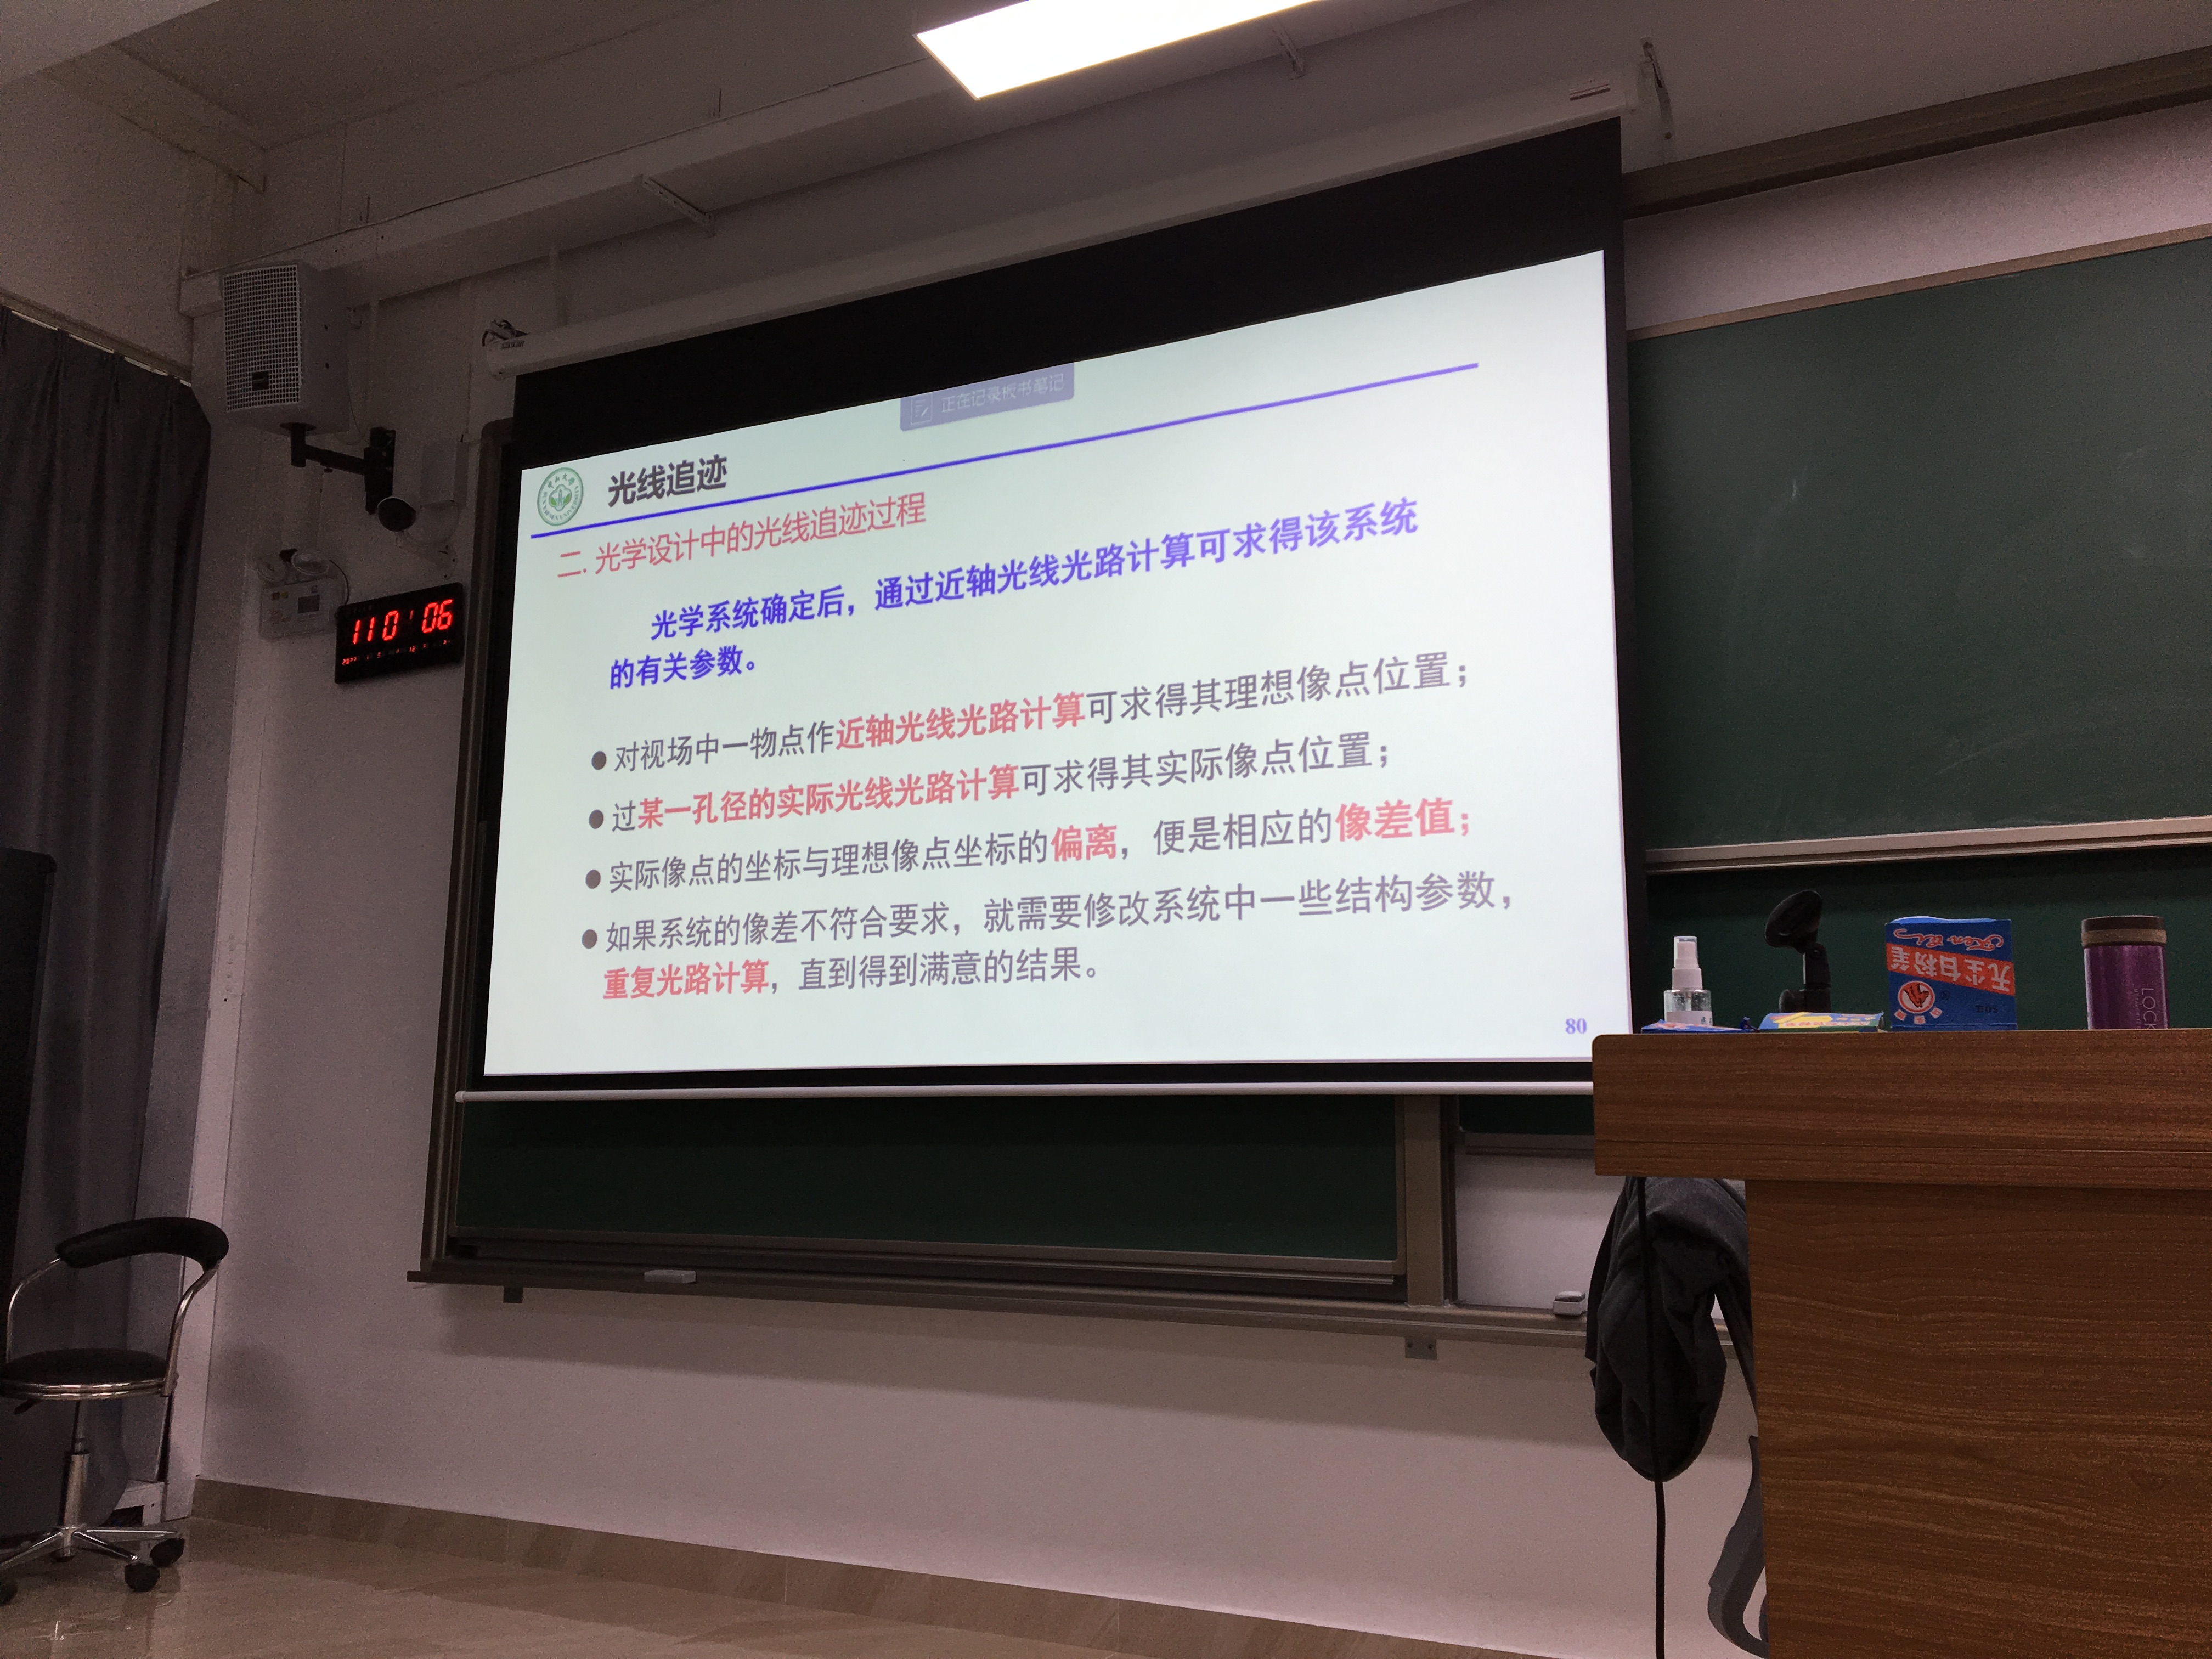 正在记录板书笔记
光线追迹
二. 光学设计中的光线追迹过程
光学系统确定后，通过近轴光线光路计算可求得该系统
的有关参数。
● 对视场中一物点作近轴光线光路计算可求得其理想像点位置；
● 过某一孔径的实际光线光路计算可求得其实际像点位置；
● 实际像点的坐标与理想像点坐标的偏离，便是相应的像差值；
● 如果系统的像差不符合要求，就需要修改系统中一些结构参数，
重复光路计算，直到得到满意的结果。
80
110'06
无尘白粉笔
LOCK